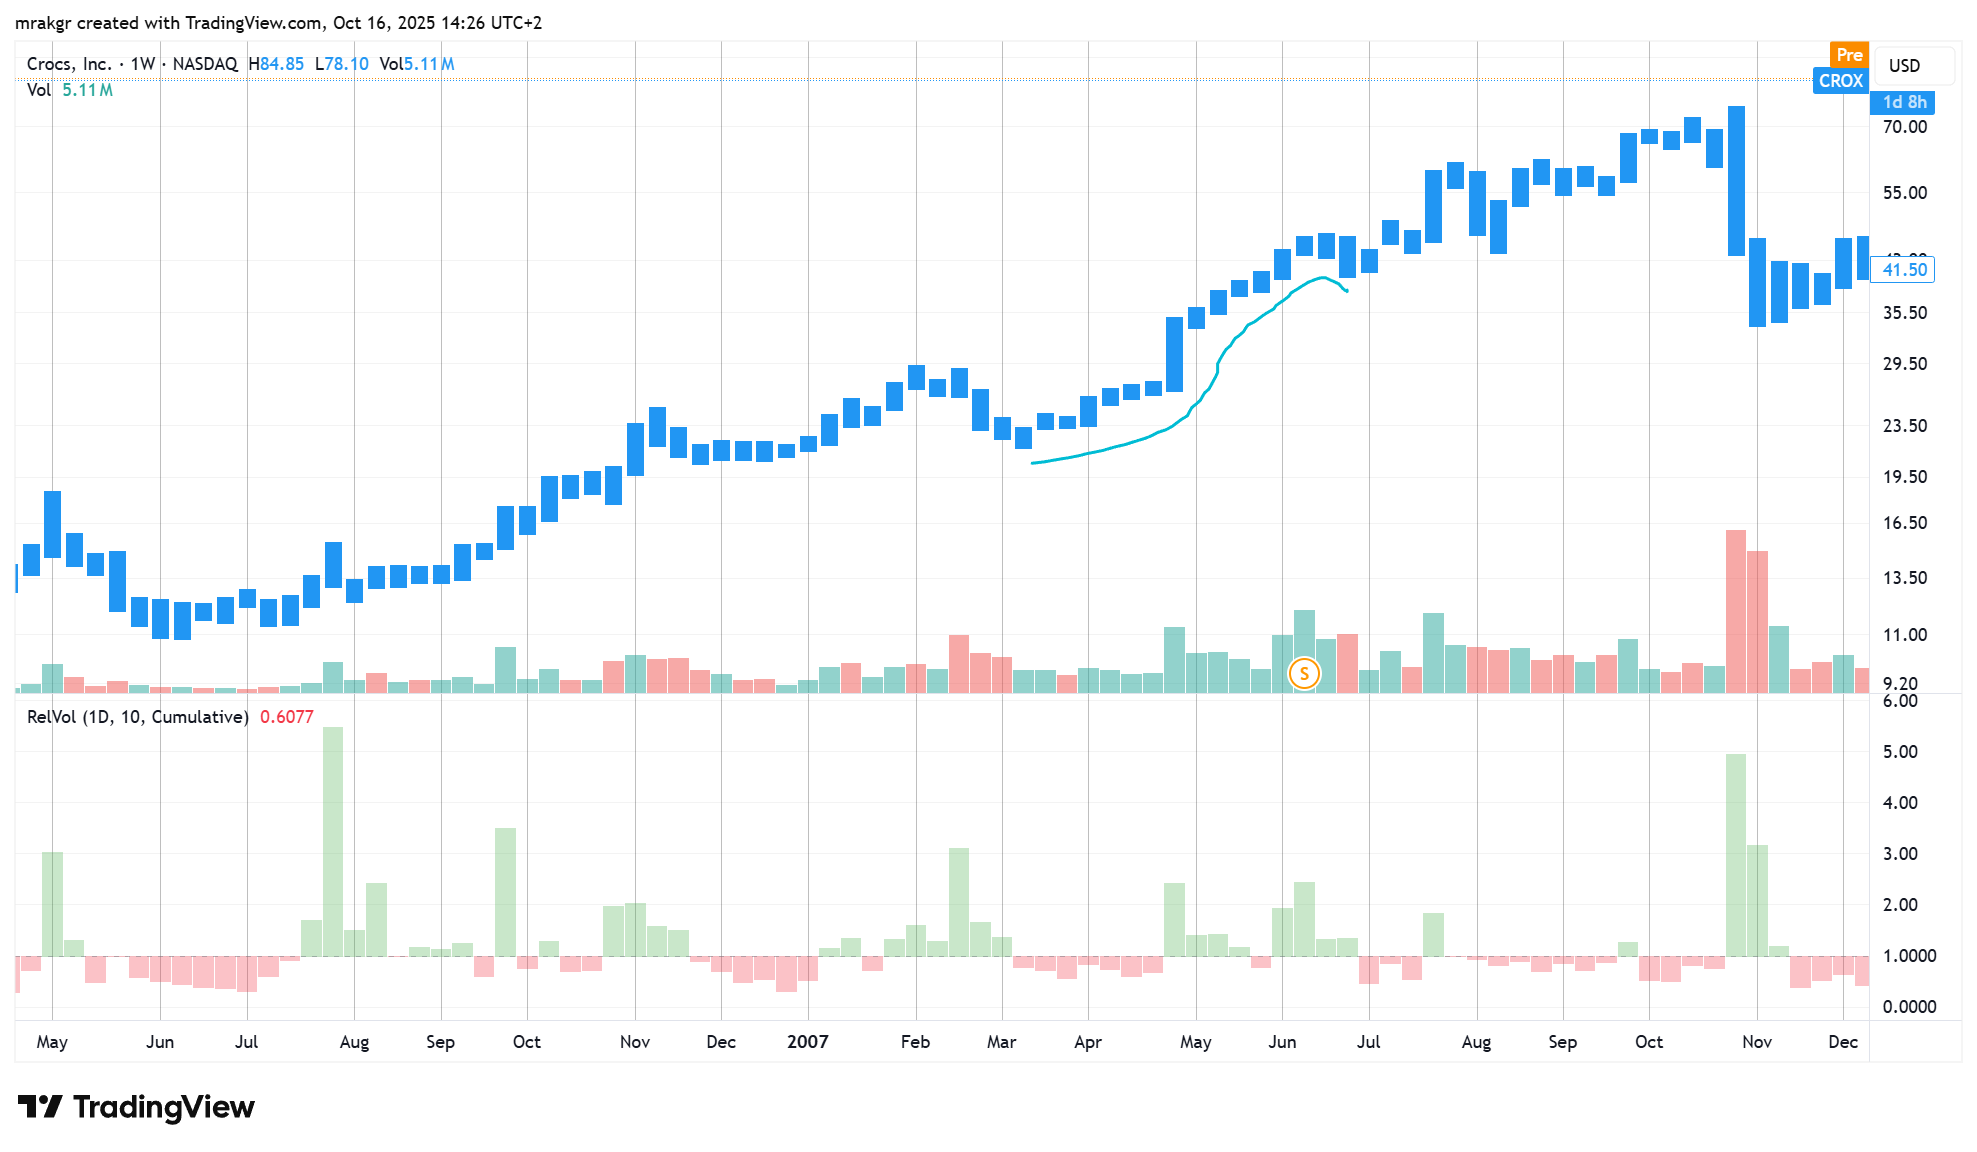 mrakgr created with TradingView.com, Oct 16, 2025 14:26 UTC+2
Crocs, Inc. · 1W · NASDAQ H84.85 L78.10 Vol5.11M
Vol 5.11M
Pre
USD
CROX
1d 8h
70.00
55.00
41.50
35.50
29.50
23.50
19.50
16.50
13.50
11.00
9.20
S
RelVol (1D, 10, Cumulative) 0.6077
6.00
5.00
4.00
3.00
2.00
1.0000
0.0000
May Jun Jul Aug Sep Oct Nov Dec 2007 Feb Mar Apr May Jun Jul Aug Sep Oct Nov Dec
TradingView